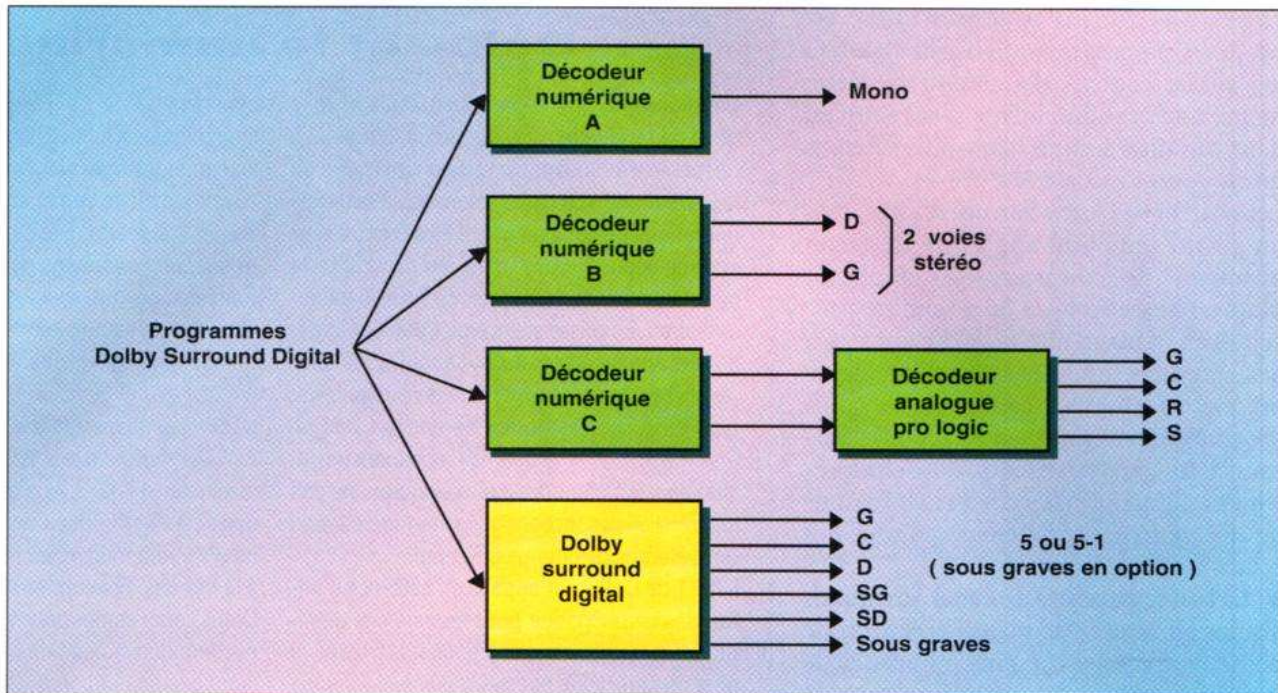 Décodeur
numérique
A
Mono
Décodeur
numérique
B
D
G
2 voies
stéréo
Programmes
Dolby Surround Digital
Décodeur
numérique
C
Décodeur
analogue
pro logic
G
C
R
S
Dolby
surround
digital
G
C
D
SG
SD
Sous graves
5 ou 5-1
( sous graves en option )